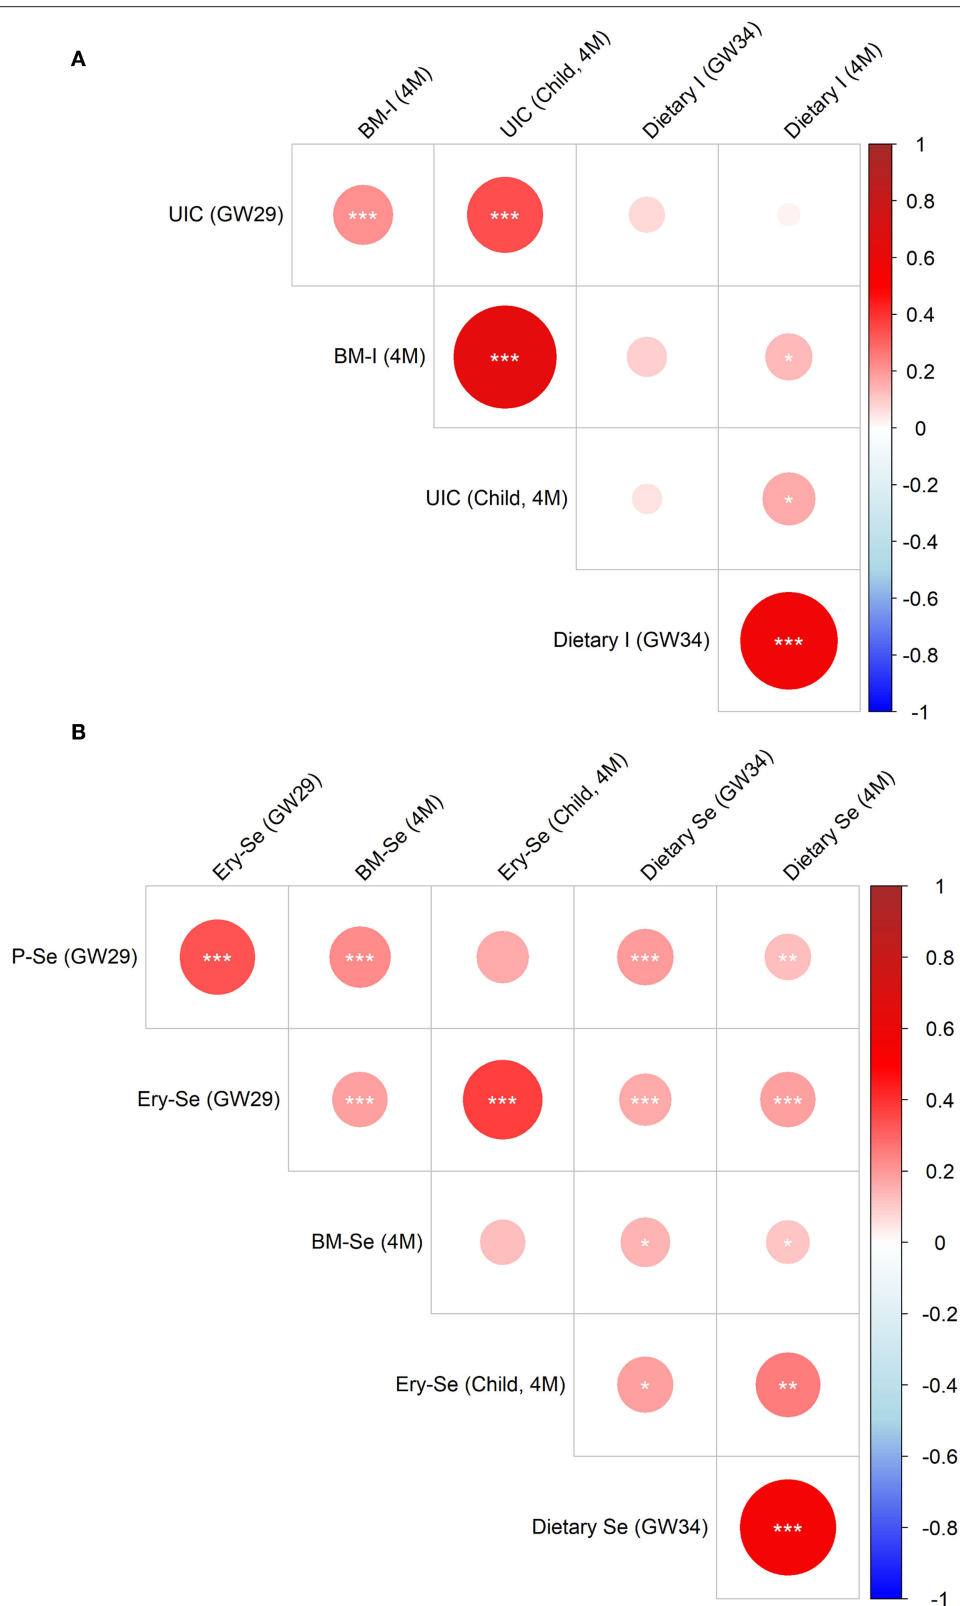 A
BM-I (4M)
UIC (Child, 4M)
Dietary I (GW34)
Dietary I (4M)
UIC (GW29)
*** ***
BM-I (4M)
*** *
UIC (Child, 4M)
*
Dietary I (GW34)
***
1
0.8
0.6
0.4
0.2
0
-0.2
-0.4
-0.6
-0.8
-1
B
Ery-Se (GW29)
BM-Se (4M)
Ery-Se (Child, 4M)
Dietary Se (GW34)
Dietary Se (4M)
P-Se (GW29)
*** *** *** **
Ery-Se (GW29)
*** *** *** ***
BM-Se (4M)
* *
Ery-Se (Child, 4M)
* **
Dietary Se (GW34)
***
1
0.8
0.6
0.4
0.2
0
-0.2
-0.4
-0.6
-0.8
-1